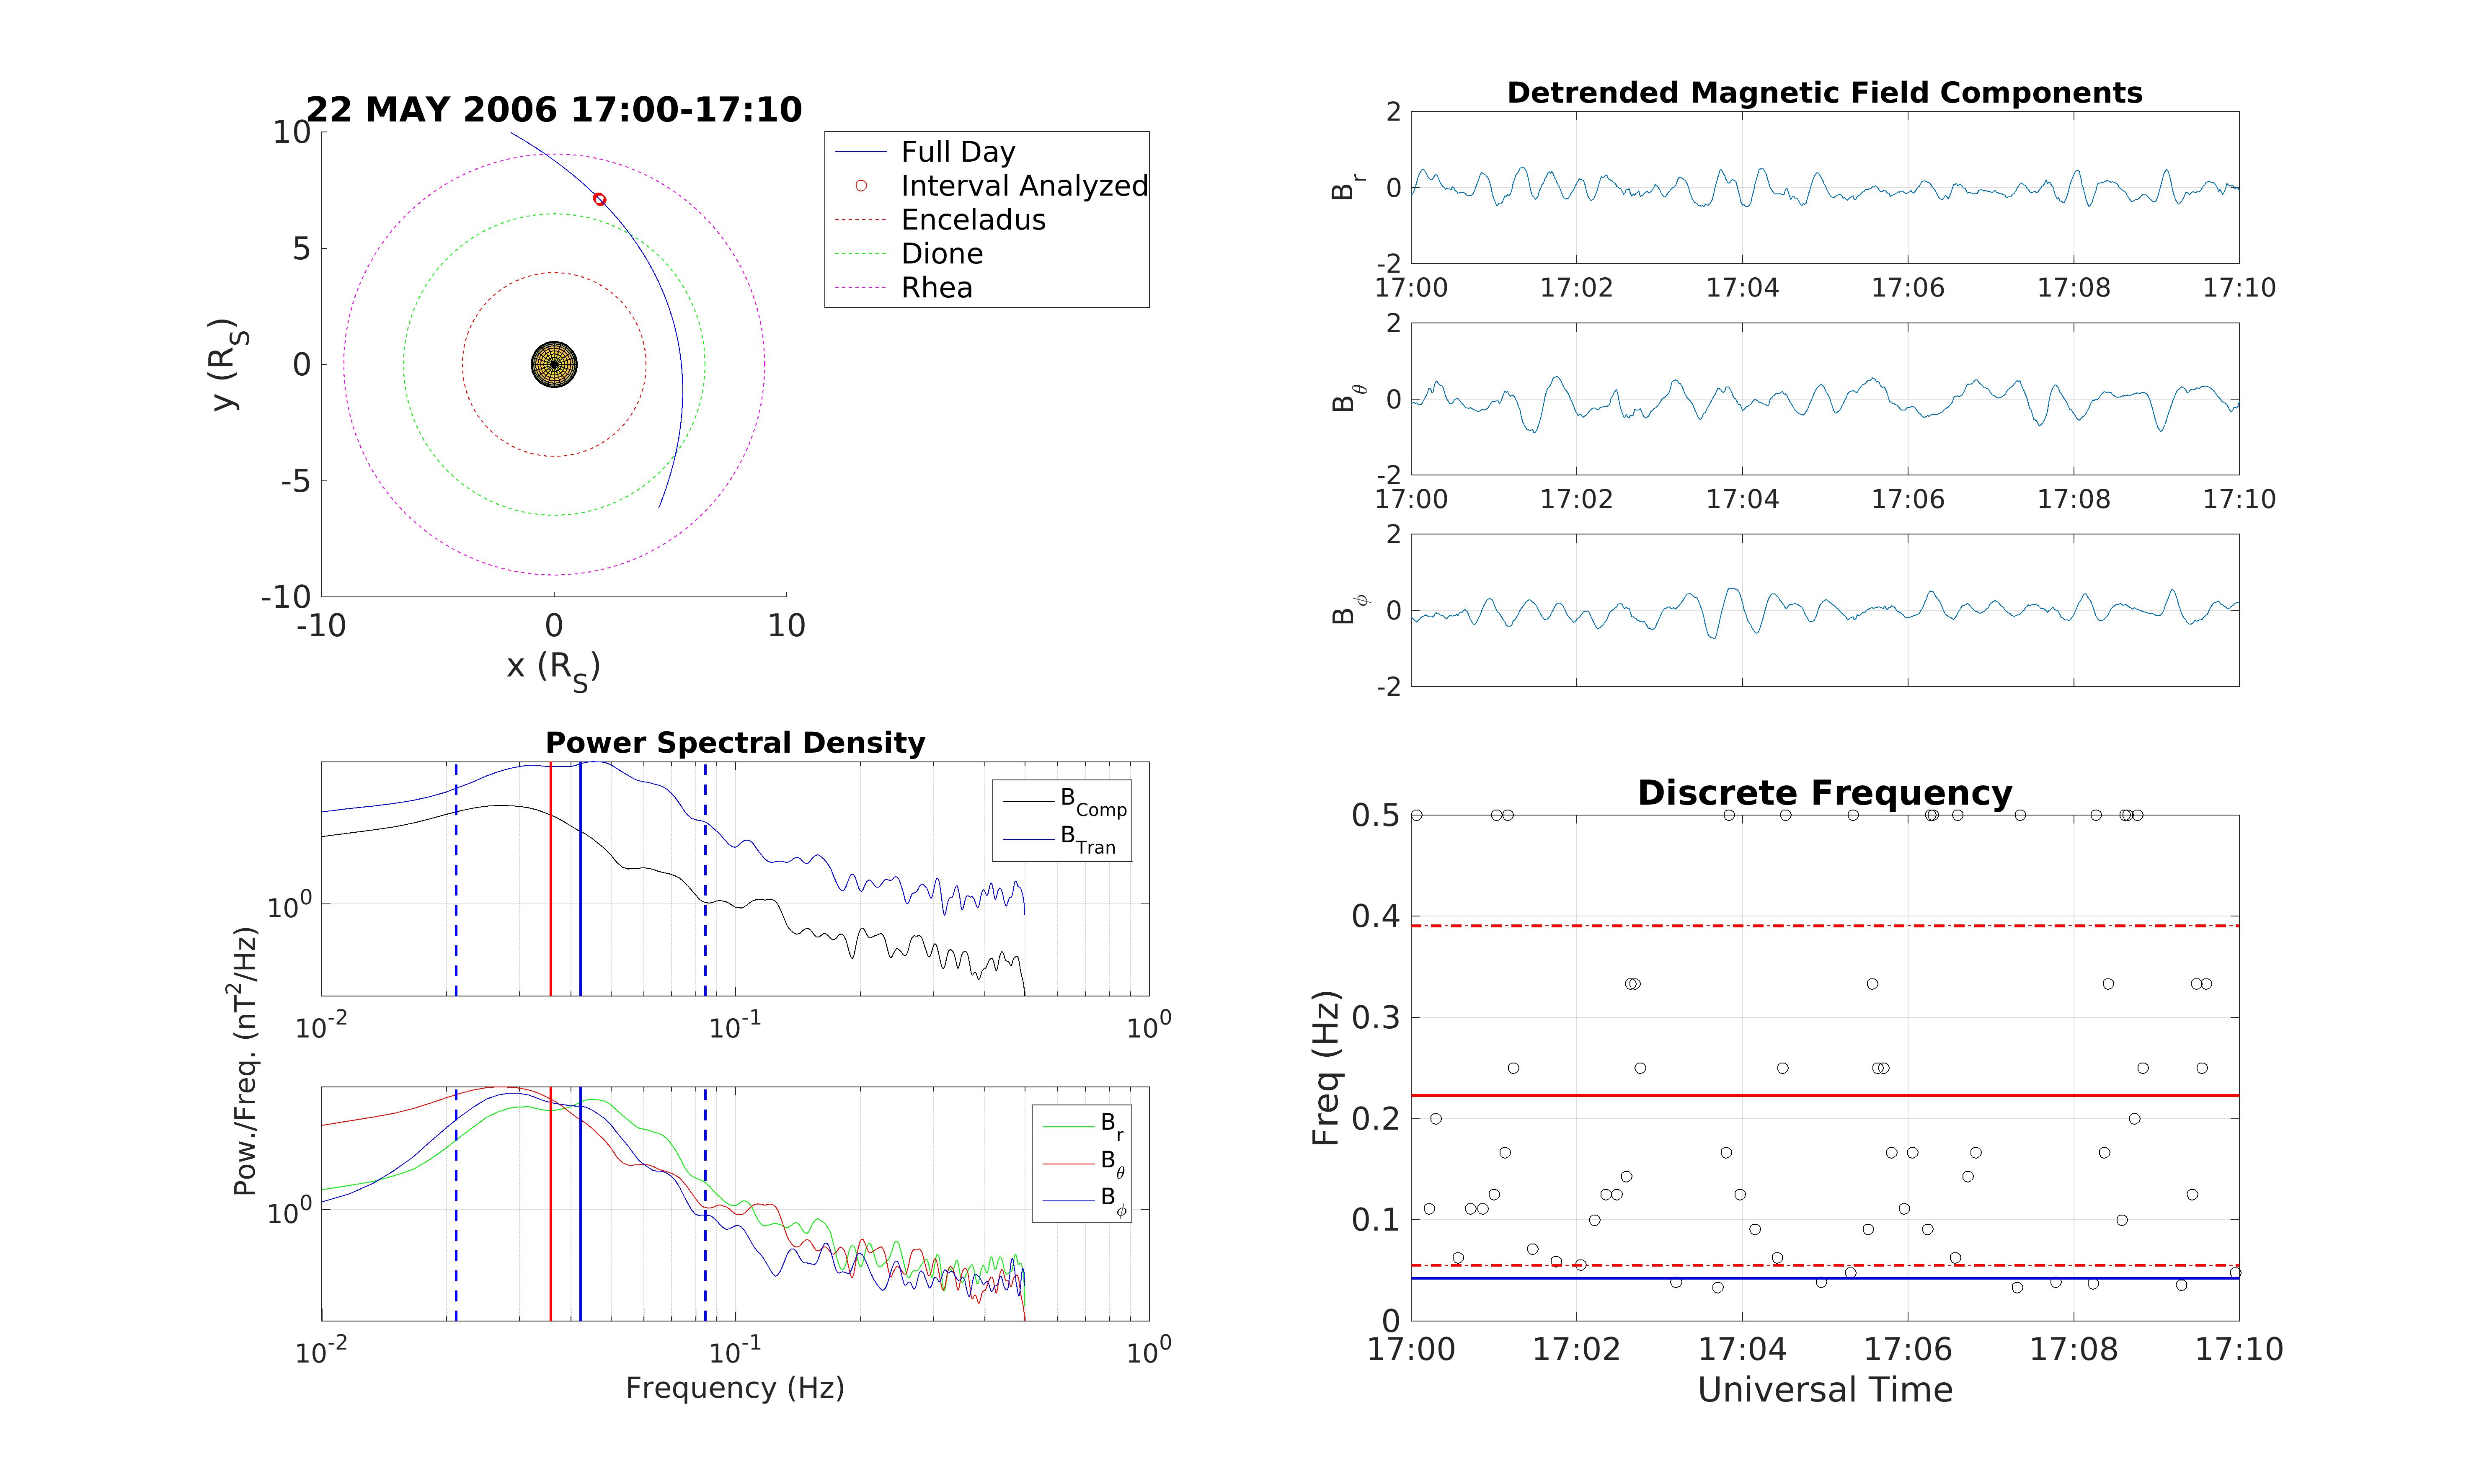 22 MAY 2006 17:00-17:10
10
5
0
-5
-10
-10 0 10
y (R_S)
x (R_S)
Full Day
Interval Analyzed
Enceladus
Dione
Rhea
Detrended Magnetic Field Components
2
0
-2
B_r
17:00 17:02 17:04 17:06 17:08 17:10
2
0
-2
B_θ
17:00 17:02 17:04 17:06 17:08 17:10
2
0
-2
B_ϕ
Power Spectral Density
10^0
B_Comp
B_Tran
10^-2 10^-1 10^0
Pow./Freq. (nT^2/Hz)
10^0
B_r
B_θ
B_ϕ
10^-2 10^-1 10^0
Frequency (Hz)
Discrete Frequency
0.5
0.4
0.3
0.2
0.1
0
Freq (Hz)
17:00 17:02 17:04 17:06 17:08 17:10
Universal Time